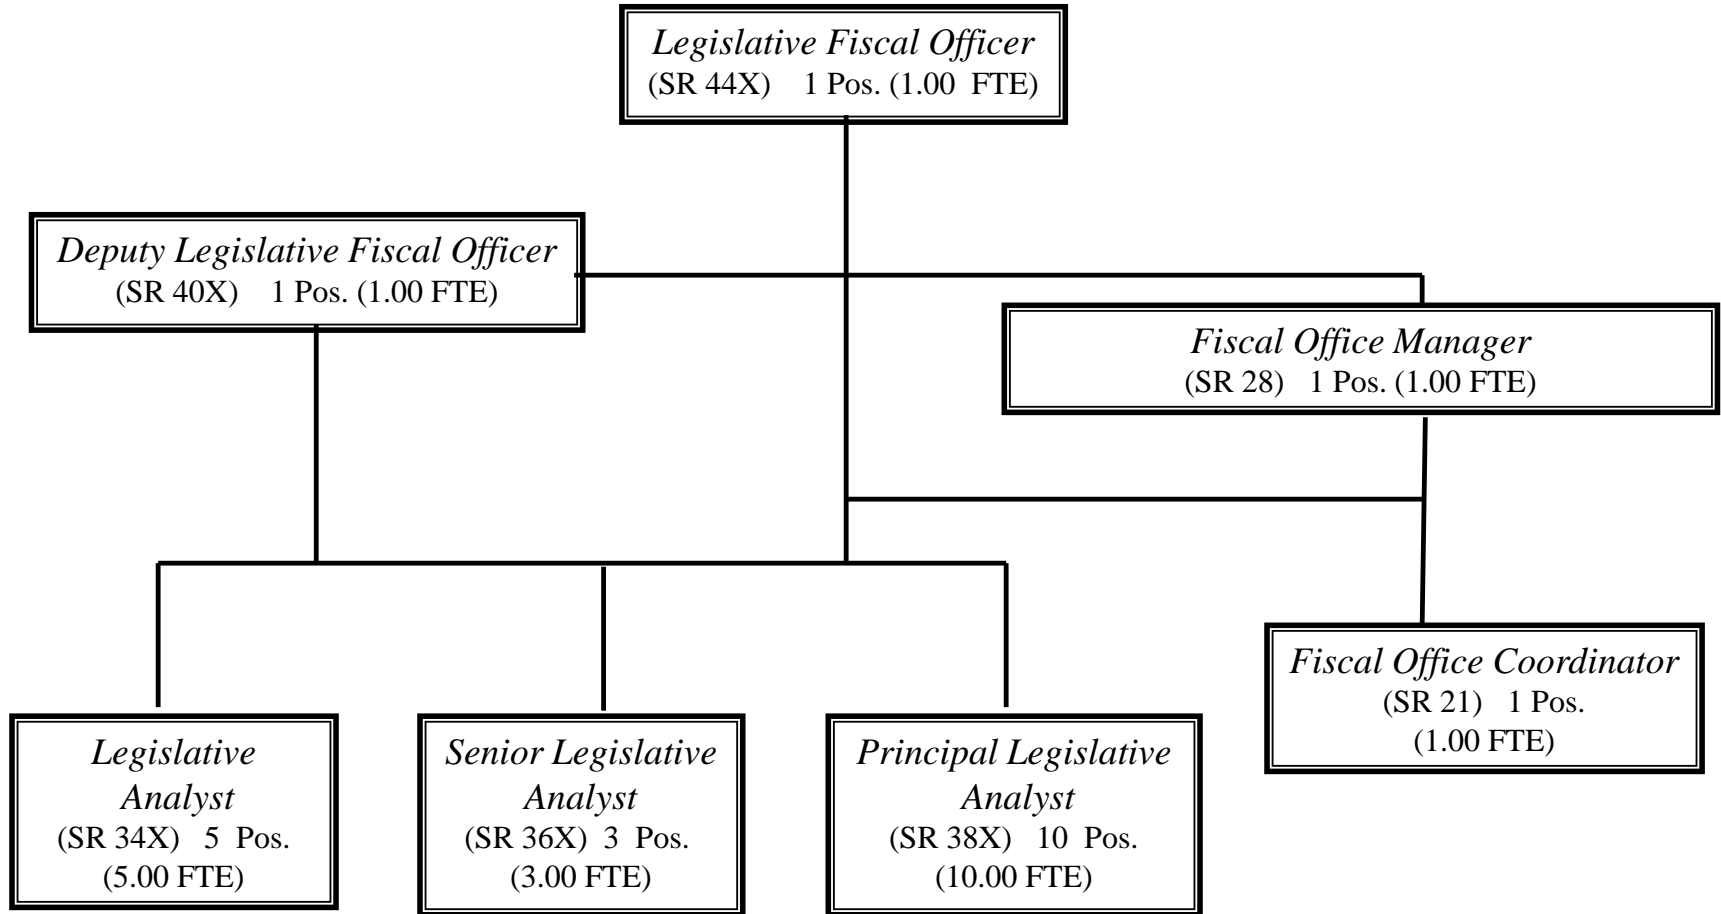 Legislative Fiscal Officer
(SR 44X) 1 Pos. (1.00 FTE)
Deputy Legislative Fiscal Officer
(SR 40X) 1 Pos. (1.00 FTE)
Fiscal Office Manager
(SR 28) 1 Pos. (1.00 FTE)
Fiscal Office Coordinator
(SR 21) 1 Pos.
(1.00 FTE)
Legislative
Analyst
(SR 34X) 5 Pos.
(5.00 FTE)
Senior Legislative
Analyst
(SR 36X) 3 Pos.
(3.00 FTE)
Principal Legislative
Analyst
(SR 38X) 10 Pos.
(10.00 FTE)